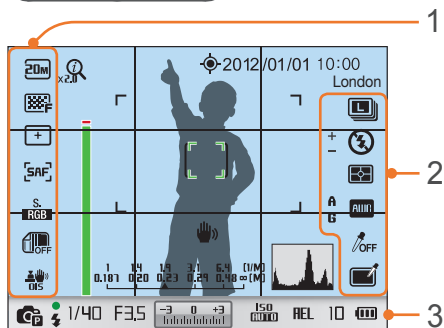 1
20M i x2.0 2012/01/01 10:00
London
F
L
+
+
−
[SAF]
2
S.
RGB
A
G
AWB
OFF
1 1.4 1.9 3.1 6.4 (1/M)
0.187 0.20 0.23 0.29 0.48 ∞ (M)
OFF
OIS
P 1/40 F3.5 -3 0 +3 ISO AUTO AEL 10
3